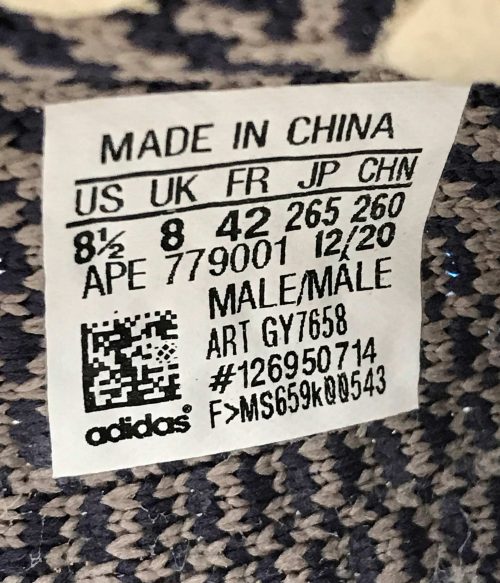 MADE IN CHINA
US UK FR JP CHN
8½ 8 42 265 260
APE 779001 12/20
MALE/MÂLE
ART GY7658
#126950714
F>MS659k00543
adidas